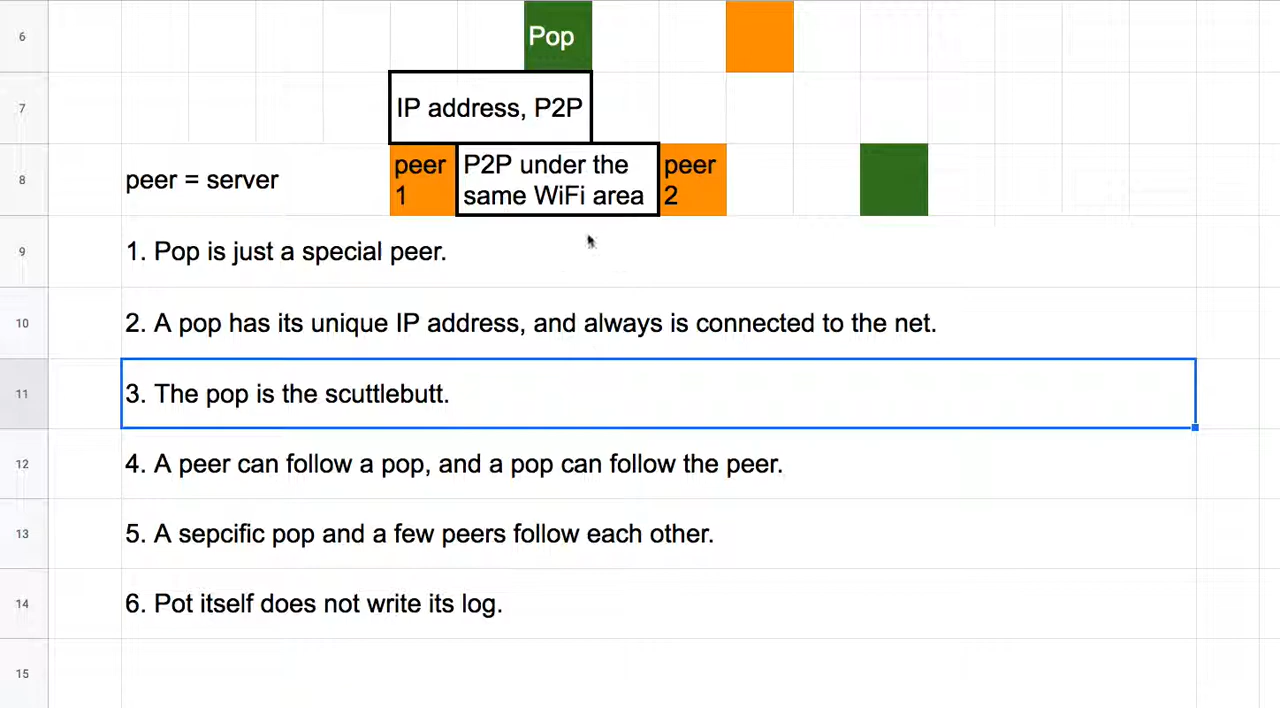 6
Pop
7
IP address, P2P
8
peer = server
peer
1
P2P under the
same WiFi area
peer
2
9
1. Pop is just a special peer.
10
2. A pop has its unique IP address, and always is connected to the net.
11
3. The pop is the scuttlebutt.
12
4. A peer can follow a pop, and a pop can follow the peer.
13
5. A sepcific pop and a few peers follow each other.
14
6. Pot itself does not write its log.
15